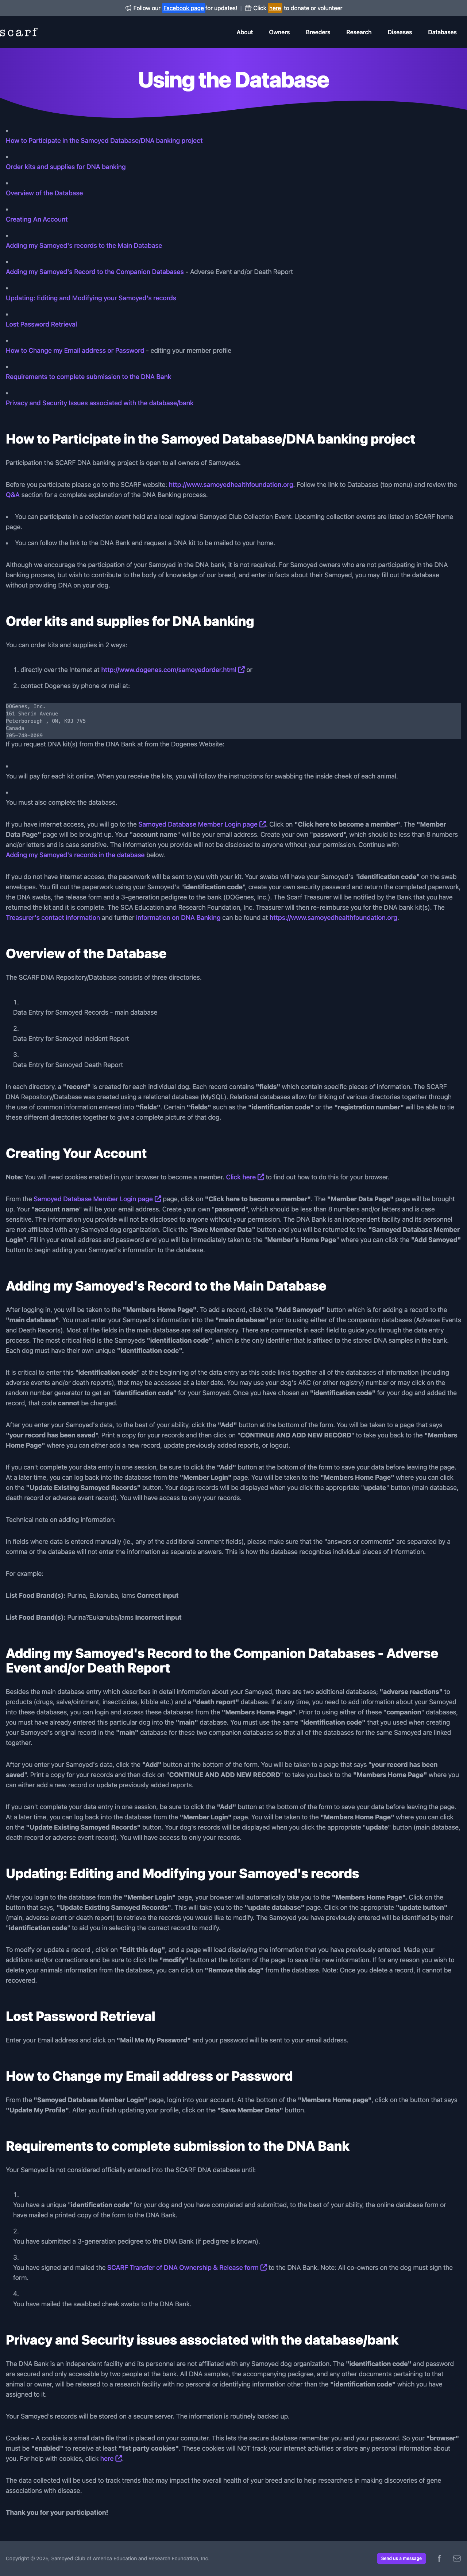 Follow our Facebook page for updates! | Click here to donate or volunteer
scarf
About Owners Breeders Research Diseases Databases
Using the Database
•
How to Participate in the Samoyed Database/DNA banking project
•
Order kits and supplies for DNA banking
•
Overview of the Database
•
Creating An Account
•
Adding my Samoyed's records to the Main Database
•
Adding my Samoyed's Record to the Companion Databases - Adverse Event and/or Death Report
•
Updating: Editing and Modifying your Samoyed's records
•
Lost Password Retrieval
•
How to Change my Email address or Password - editing your member profile
•
Requirements to complete submission to the DNA Bank
•
Privacy and Security Issues associated with the database/bank
How to Participate in the Samoyed Database/DNA banking project
Participation the SCARF DNA banking project is open to all owners of Samoyeds.
Before you participate please go to the SCARF website: http://www.samoyedhealthfoundation.org. Follow the link to Databases (top menu) and review the
Q&A section for a complete explanation of the DNA Banking process.
• You can participate in a collection event held at a local regional Samoyed Club Collection Event. Upcoming collection events are listed on SCARF home
page.
• You can follow the link to the DNA Bank and request a DNA kit to be mailed to your home.
Although we encourage the participation of your Samoyed in the DNA bank, it is not required. For Samoyed owners who are not participating in the DNA
banking process, but wish to contribute to the body of knowledge of our breed, and enter in facts about their Samoyed, you may fill out the database
without providing DNA on your dog.
Order kits and supplies for DNA banking
You can order kits and supplies in 2 ways:
1. directly over the Internet at http://www.dogenes.com/samoyedorder.html or
2. contact Dogenes by phone or mail at:
DOGenes, Inc.
161 Sherin Avenue
Peterborough , ON, K9J 7V5
Canada
705-740-0089
If you request DNA kit(s) from the DNA Bank at from the Dogenes Website:
•
You will pay for each kit online. When you receive the kits, you will follow the instructions for swabbing the inside cheek of each animal.
•
You must also complete the database.
If you have internet access, you will go to the Samoyed Database Member Login page. Click on "Click here to become a member". The "Member
Data Page" page will be brought up. Your "account name" will be your email address. Create your own "password", which should be less than 8 numbers
and/or letters and is case sensitive. The information you provide will not be disclosed to anyone without your permission. Continue with
Adding my Samoyed's records in the database below.
If you do not have internet access, the paperwork will be sent to you with your kit. Your swabs will have your Samoyed's "identification code" on the swab
envelopes. You fill out the paperwork using your Samoyed's "identification code", create your own security password and return the completed paperwork,
the DNA swabs, the release form and a 3-generation pedigree to the bank (DOGenes, Inc.). The Scarf Treasurer will be notified by the Bank that you have
returned the kit and it is complete. The SCA Education and Research Foundation, Inc. Treasurer will then re-reimburse you for the DNA bank kit(s). The
Treasurer's contact information and further information on DNA Banking can be found at https://www.samoyedhealthfoundation.org.
Overview of the Database
The SCARF DNA Repository/Database consists of three directories.
1.
Data Entry for Samoyed Records - main database
2.
Data Entry for Samoyed Incident Report
3.
Data Entry for Samoyed Death Report
In each directory, a "record" is created for each individual dog. Each record contains "fields" which contain specific pieces of information. The SCARF
DNA Repository/Database was created using a relational database (MySQL). Relational databases allow for linking of various directories together through
the use of common information entered into "fields". Certain "fields" such as the "identification code" or the "registration number" will be able to tie
these different directories together to give a complete picture of that dog.
Creating Your Account
Note: You will need cookies enabled in your browser to become a member. Click here to find out how to do this for your browser.
From the Samoyed Database Member Login page page, click on "Click here to become a member". The "Member Data Page" page will be brought
up. Your "account name" will be your email address. Create your own "password", which should be less than 8 numbers and/or letters and is case
sensitive. The information you provide will not be disclosed to anyone without your permission. The DNA Bank is an independent facility and its personnel
are not affiliated with any Samoyed dog organization. Click the "Save Member Data" button and you will be returned to the "Samoyed Database Member
Login". Fill in your email address and password and you will be immediately taken to the "Member's Home Page" where you can click the "Add Samoyed"
button to begin adding your Samoyed's information to the database.
Adding my Samoyed's Record to the Main Database
After logging in, you will be taken to the "Members Home Page". To add a record, click the "Add Samoyed" button which is for adding a record to the
"main database". You must enter your Samoyed's information into the "main database" prior to using either of the companion databases (Adverse Events
and Death Reports). Most of the fields in the main database are self explanatory. There are comments in each field to guide you through the data entry
process. The most critical field is the Samoyeds "identification code", which is the only identifier that is affixed to the stored DNA samples in the bank.
Each dog must have their own unique "identification code".
It is critical to enter this "identification code" at the beginning of the data entry as this code links together all of the databases of information (including
adverse events and/or death reports), that may be accessed at a later date. You may use your dog's AKC (or other registry) number or may click on the
random number generator to get an "identification code" for your Samoyed. Once you have chosen an "identification code" for your dog and added the
record, that code cannot be changed.
After you enter your Samoyed's data, to the best of your ability, click the "Add" button at the bottom of the form. You will be taken to a page that says
"your record has been saved". Print a copy for your records and then click on "CONTINUE AND ADD NEW RECORD" to take you back to the "Members
Home Page" where you can either add a new record, update previously added reports, or logout.
If you can't complete your data entry in one session, be sure to click the "Add" button at the bottom of the form to save your data before leaving the page.
At a later time, you can log back into the database from the "Member Login" page. You will be taken to the "Members Home Page" where you can click
on the "Update Existing Samoyed Records" button. Your dogs records will be displayed when you click the appropriate "update" button (main database,
death record or adverse event record). You will have access to only your records.
Technical note on adding information:
In fields where data is entered manually (ie., any of the additional comment fields), please make sure that the "answers or comments" are separated by a
comma or the database will not enter the information as separate answers. This is how the database recognizes individual pieces of information.
For example:
List Food Brand(s): Purina, Eukanuba, Iams Correct input
List Food Brand(s): Purina?Eukanuba/Iams Incorrect input
Adding my Samoyed's Record to the Companion Databases - Adverse
Event and/or Death Report
Besides the main database entry which describes in detail information about your Samoyed, there are two additional databases; "adverse reactions" to
products (drugs, salve/ointment, insecticides, kibble etc.) and a "death report" database. If at any time, you need to add information about your Samoyed
into these databases, you can login and access these databases from the "Members Home Page". Prior to using either of these "companion" databases,
you must have already entered this particular dog into the "main" database. You must use the same "identification code" that you used when creating
your Samoyed's original record in the "main" database for these two companion databases so that all of the databases for the same Samoyed are linked
together.
After you enter your Samoyed's data, click the "Add" button at the bottom of the form. You will be taken to a page that says "your record has been
saved". Print a copy for your records and then click on "CONTINUE AND ADD NEW RECORD" to take you back to the "Members Home Page" where you
can either add a new record or update previously added reports.
If you can't complete your data entry in one session, be sure to click the "Add" button at the bottom of the form to save your data before leaving the page.
At a later time, you can log back into the database from the "Member Login" page. You will be taken to the "Members Home Page" where you can click
on the "Update Existing Samoyed Records" button. Your dog's records will be displayed when you click the appropriate "update" button (main database,
death record or adverse event record). You will have access to only your records.
Updating: Editing and Modifying your Samoyed's records
After you login to the database from the "Member Login" page, your browser will automatically take you to the "Members Home Page". Click on the
button that says, "Update Existing Samoyed Records". This will take you to the "update database" page. Click on the appropriate "update button"
(main, adverse event or death report) to retrieve the records you would like to modify. The Samoyed you have previously entered will be identified by their
"identification code" to aid you in selecting the correct record to modify.
To modify or update a record , click on "Edit this dog", and a page will load displaying the information that you have previously entered. Made your
additions and/or corrections and be sure to click the "modify" button at the bottom of the page to save this new information. If for any reason you wish to
delete your animals information from the database, you can click on "Remove this dog" from the database. Note: Once you delete a record, it cannot be
recovered.
Lost Password Retrieval
Enter your Email address and click on "Mail Me My Password" and your password will be sent to your email address.
How to Change my Email address or Password
From the "Samoyed Database Member Login" page, login into your account. At the bottom of the "Members Home page", click on the button that says
"Update My Profile". After you finish updating your profile, click on the "Save Member Data" button.
Requirements to complete submission to the DNA Bank
Your Samoyed is not considered officially entered into the SCARF DNA database until:
1.
You have a unique "identification code" for your dog and you have completed and submitted, to the best of your ability, the online database form or
have mailed a printed copy of the form to the DNA Bank.
2.
You have submitted a 3-generation pedigree to the DNA Bank (if pedigree is known).
3.
You have signed and mailed the SCARF Transfer of DNA Ownership & Release form to the DNA Bank. Note: All co-owners on the dog must sign the
form.
4.
You have mailed the swabbed cheek swabs to the DNA Bank.
Privacy and Security issues associated with the database/bank
The DNA Bank is an independent facility and its personnel are not affiliated with any Samoyed dog organization. The "identification code" and password
are secured and only accessible by two people at the bank. All DNA samples, the accompanying pedigree, and any other documents pertaining to that
animal or owner, will be released to a research facility with no personal or identifying information other than the "identification code" which you have
assigned to it.
Your Samoyed's records will be stored on a secure server. The information is routinely backed up.
Cookies - A cookie is a small data file that is placed on your computer. This lets the secure database remember you and your password. So your "browser"
must be "enabled" to receive at least "1st party cookies". These cookies will NOT track your internet activities or store any personal information about
you. For help with cookies, click here.
The data collected will be used to track trends that may impact the overall health of your breed and to help researchers in making discoveries of gene
associations with disease.
Thank you for your participation!
Copyright © 2025, Samoyed Club of America Education and Research Foundation, Inc.
Send us a message